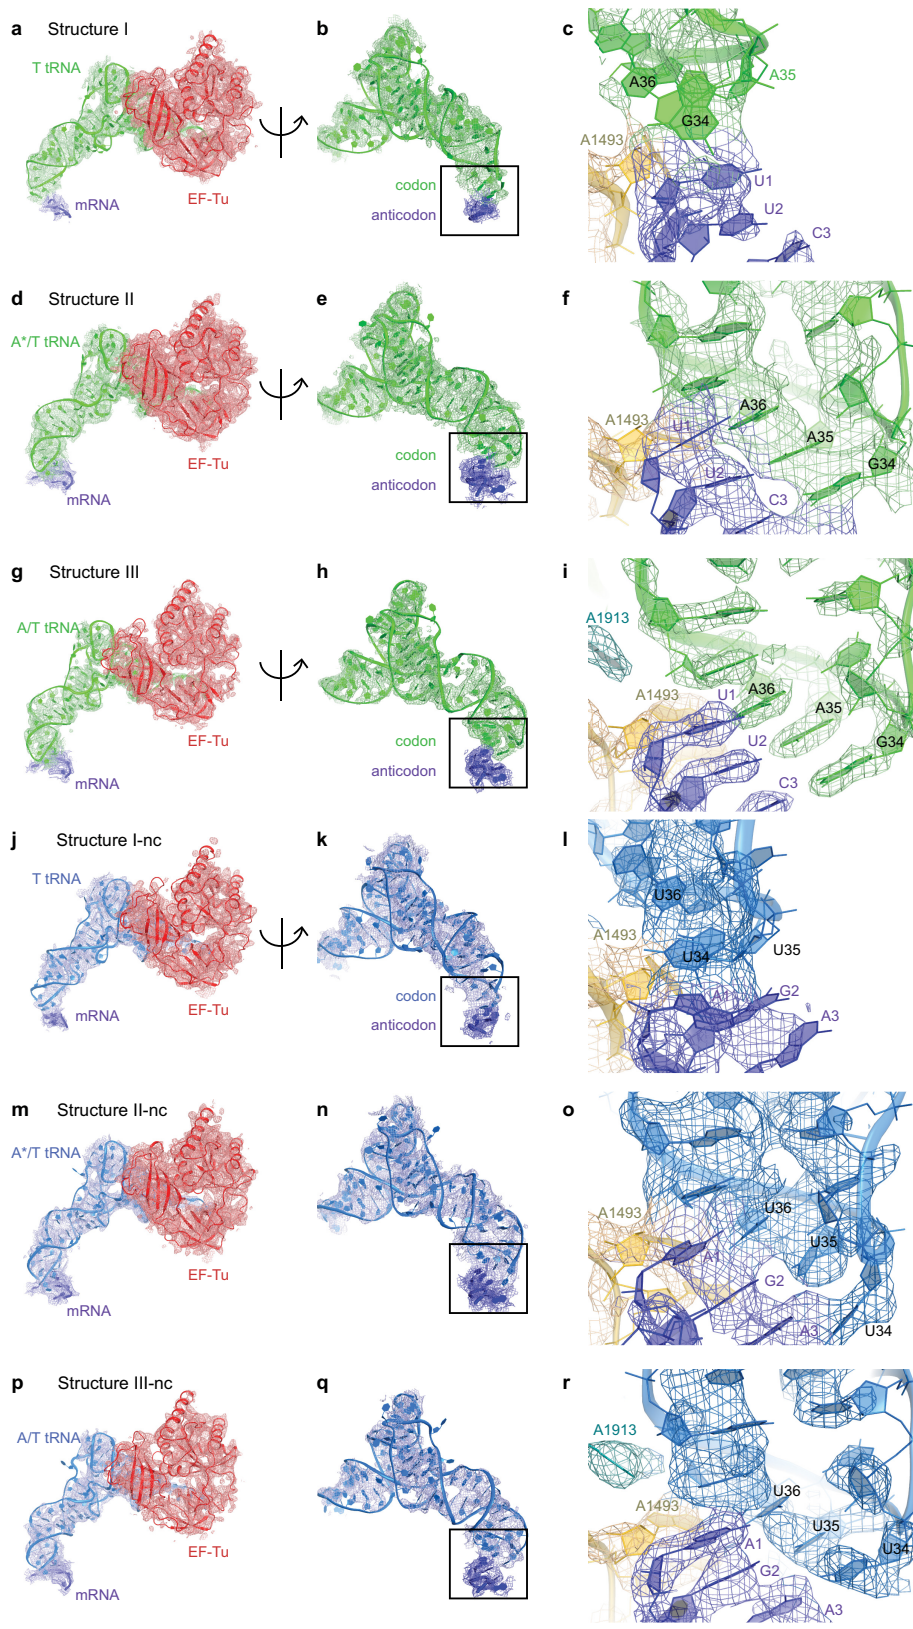 a Structure I
T tRNA
mRNA
EF-Tu
b
codon
anticodon
c
A36
A35
G34
A1493
U1
U2
C3
d Structure II
A*/T tRNA
mRNA
EF-Tu
e
codon
anticodon
f
A1493
U1
A36
A35
U2
C3
G34
g Structure III
A/T tRNA
mRNA
EF-Tu
h
codon
anticodon
i
A1913
A1493
U1
A36
A35
U2
G34
C3
j Structure I-nc
T tRNA
mRNA
EF-Tu
k
codon
anticodon
l
U36
A1493
U34
U35
A1
G2
A3
m Structure II-nc
A*/T tRNA
mRNA
EF-Tu
n
o
A1493
U36
A1
U35
G2
A3
U34
p Structure III-nc
A/T tRNA
mRNA
EF-Tu
q
r
A1913
U36
A1493
U35
A1
U34
G2
A3